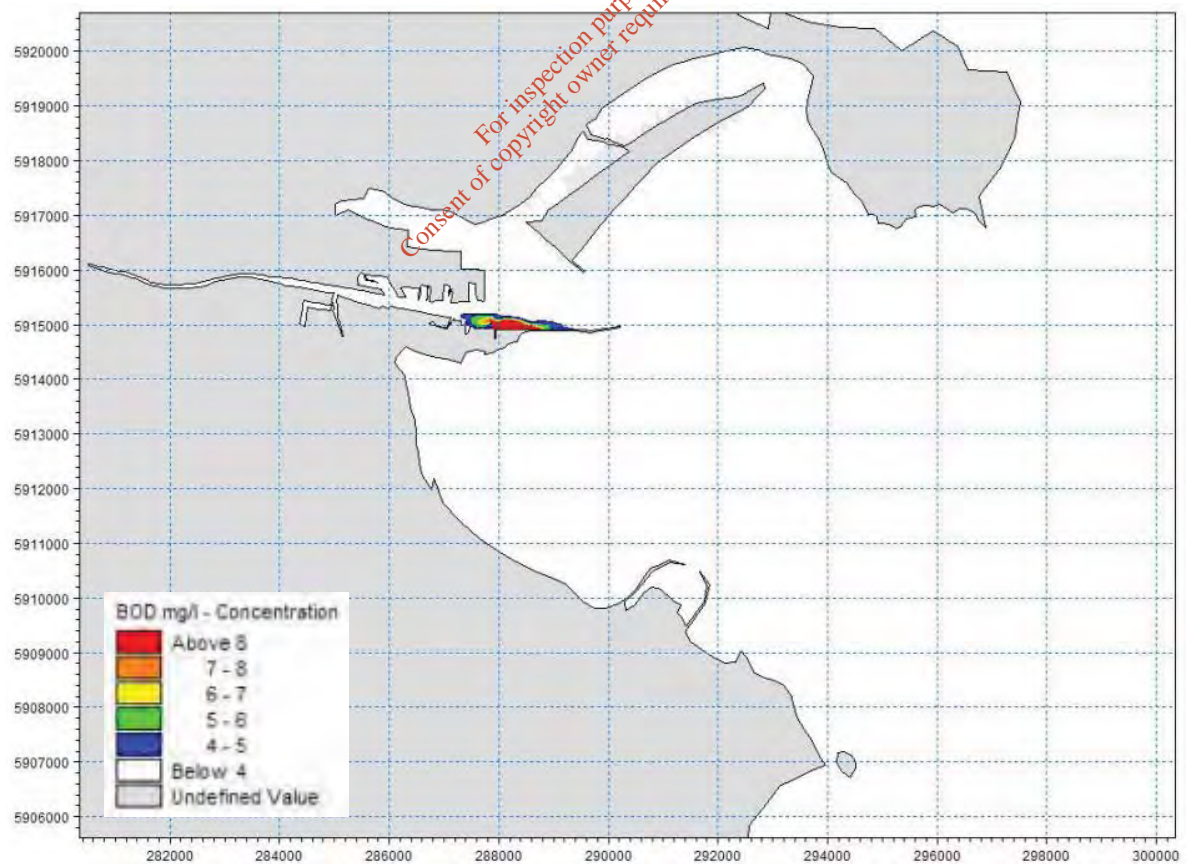 For inspection purp
Consent of copyright owner requir
5920000
5919000
5918000
5917000
5916000
5915000
5914000
5913000
5912000
5911000
5910000
5909000
5908000
5907000
5906000
BOD mg/l - Concentration
Above 8
7 - 8
6 - 7
5 - 6
4 - 5
Below 4
Undefined Value
282000 284000 286000 288000 290000 292000 294000 296000 298000 300000